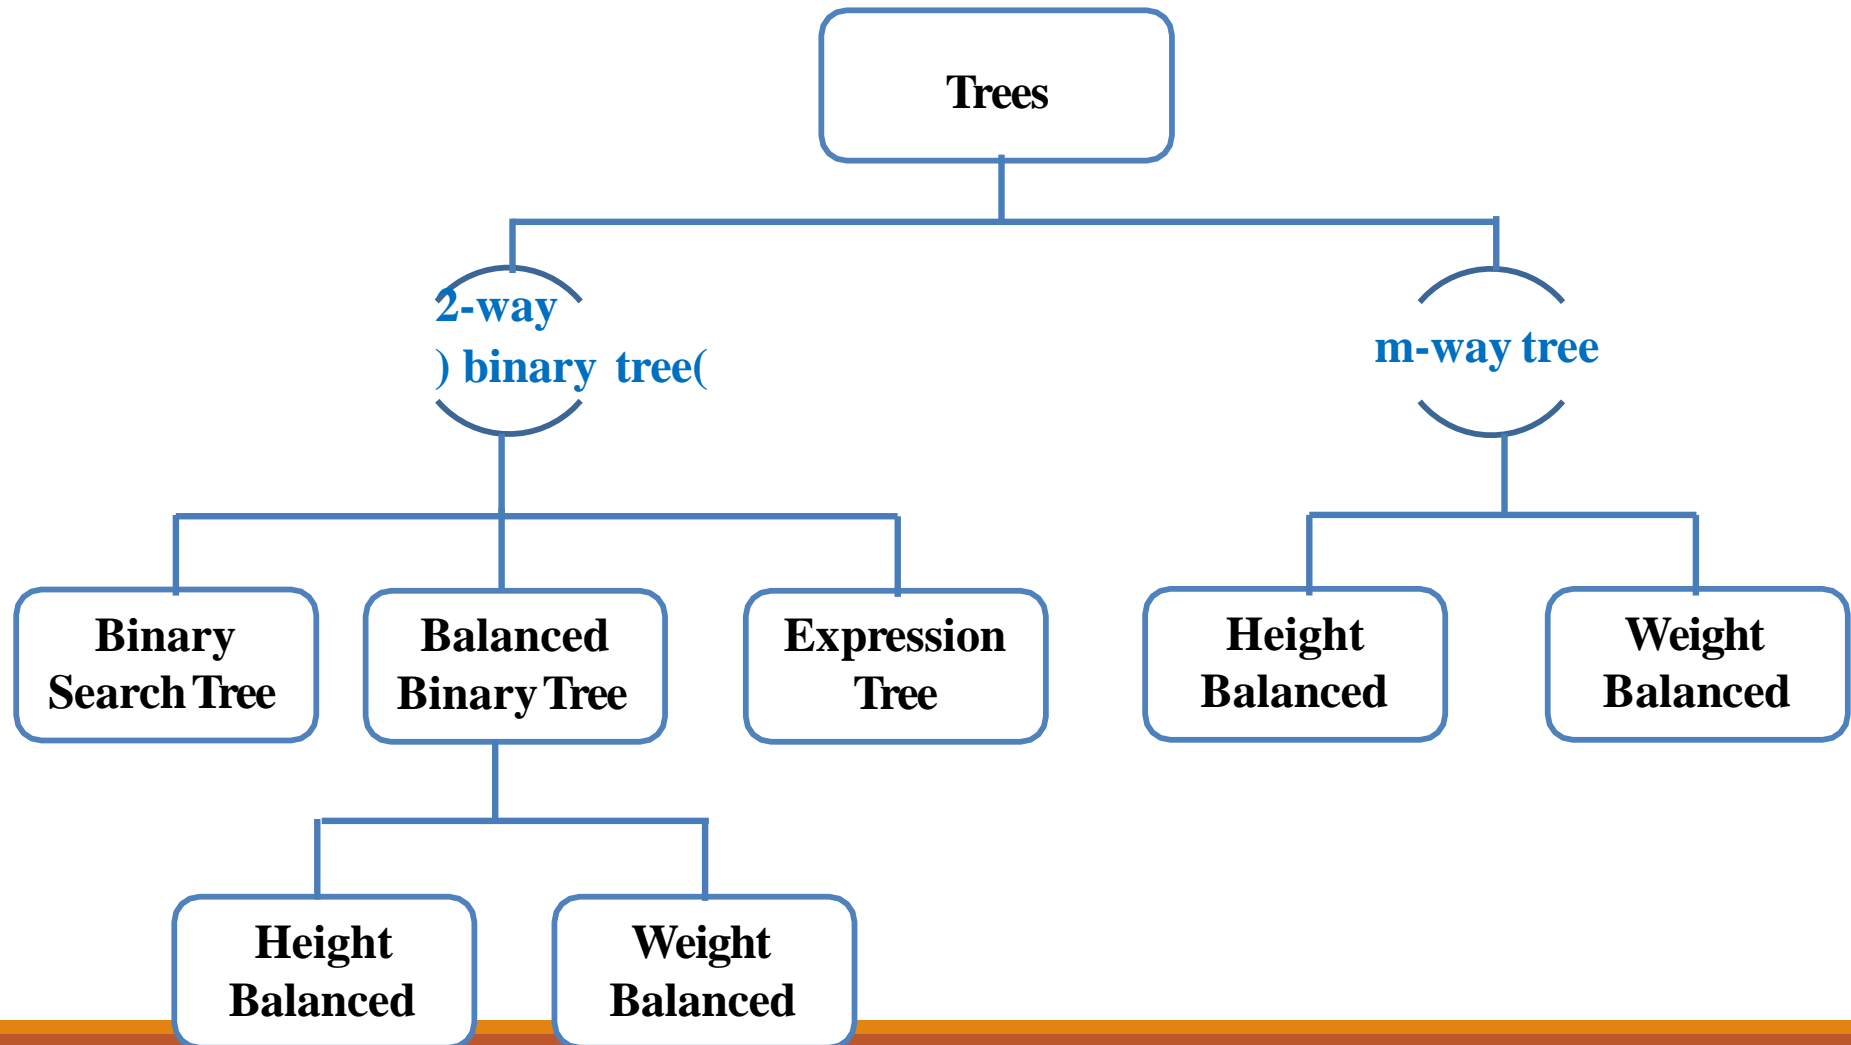 Trees
2-way
) binary tree(
m-way tree
Binary
Search Tree
Balanced
Binary Tree
Expression
Tree
Height
Balanced
Weight
Balanced
Height
Balanced
Weight
Balanced